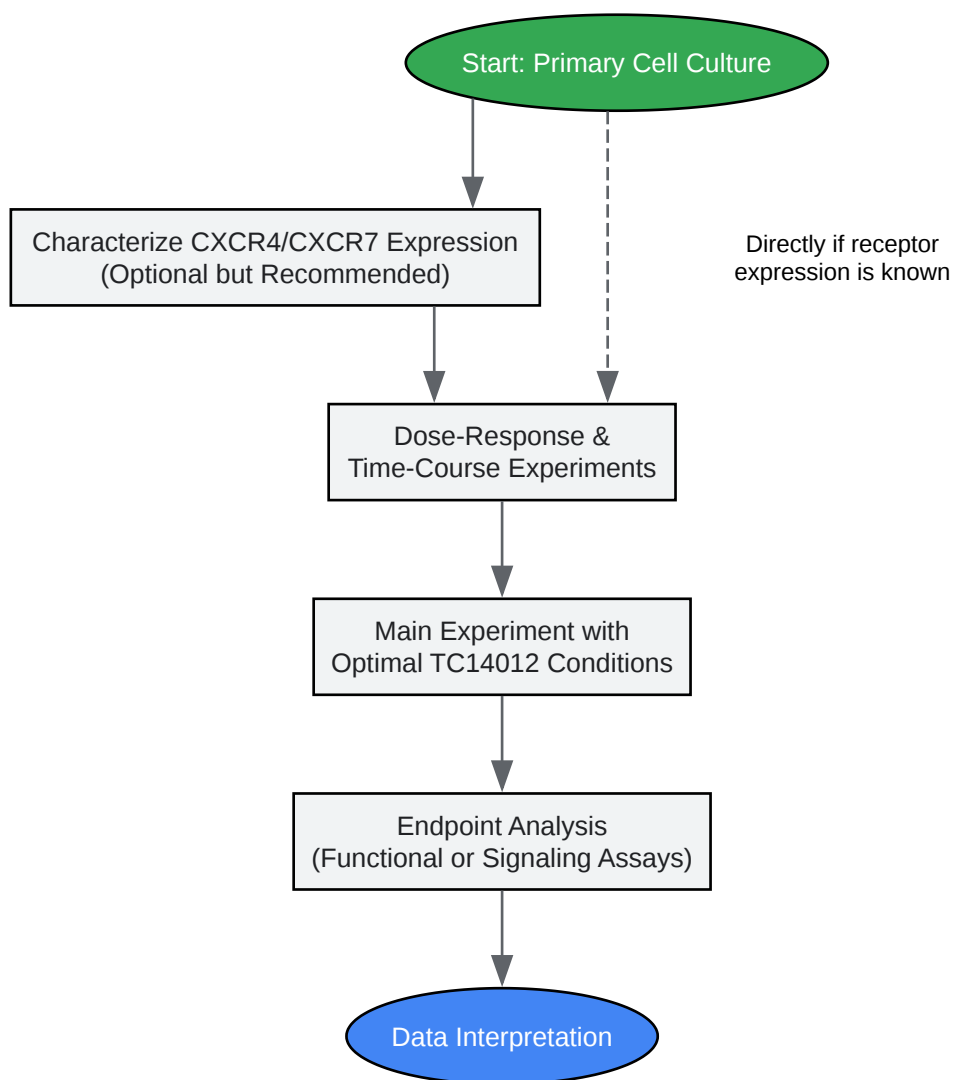 Start: Primary Cell Culture
Characterize CXCR4/CXCR7 Expression
(Optional but Recommended)
Directly if receptor
expression is known
Dose-Response &
Time-Course Experiments
Main Experiment with
Optimal TC14012 Conditions
Endpoint Analysis
(Functional or Signaling Assays)
Data Interpretation